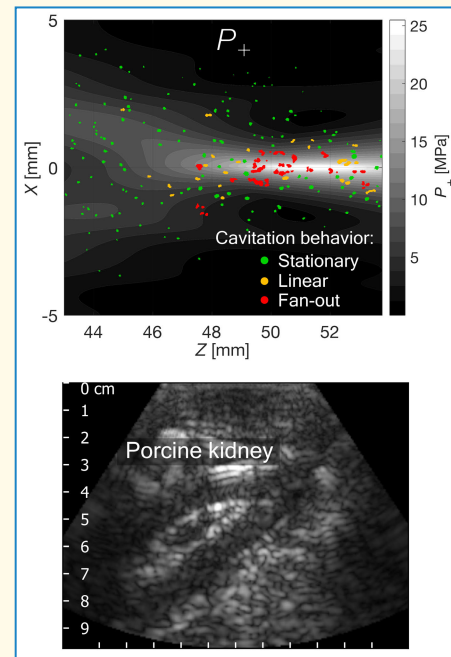 5
0
-5
X [mm]
P+
Cavitation behavior:
Stationary
Linear
Fan-out
44 46 48 50 52
Z [mm]
25
20
15
10
5
P+ [MPa]
0 cm
1
2
Porcine kidney
3
4
5
6
7
8
9